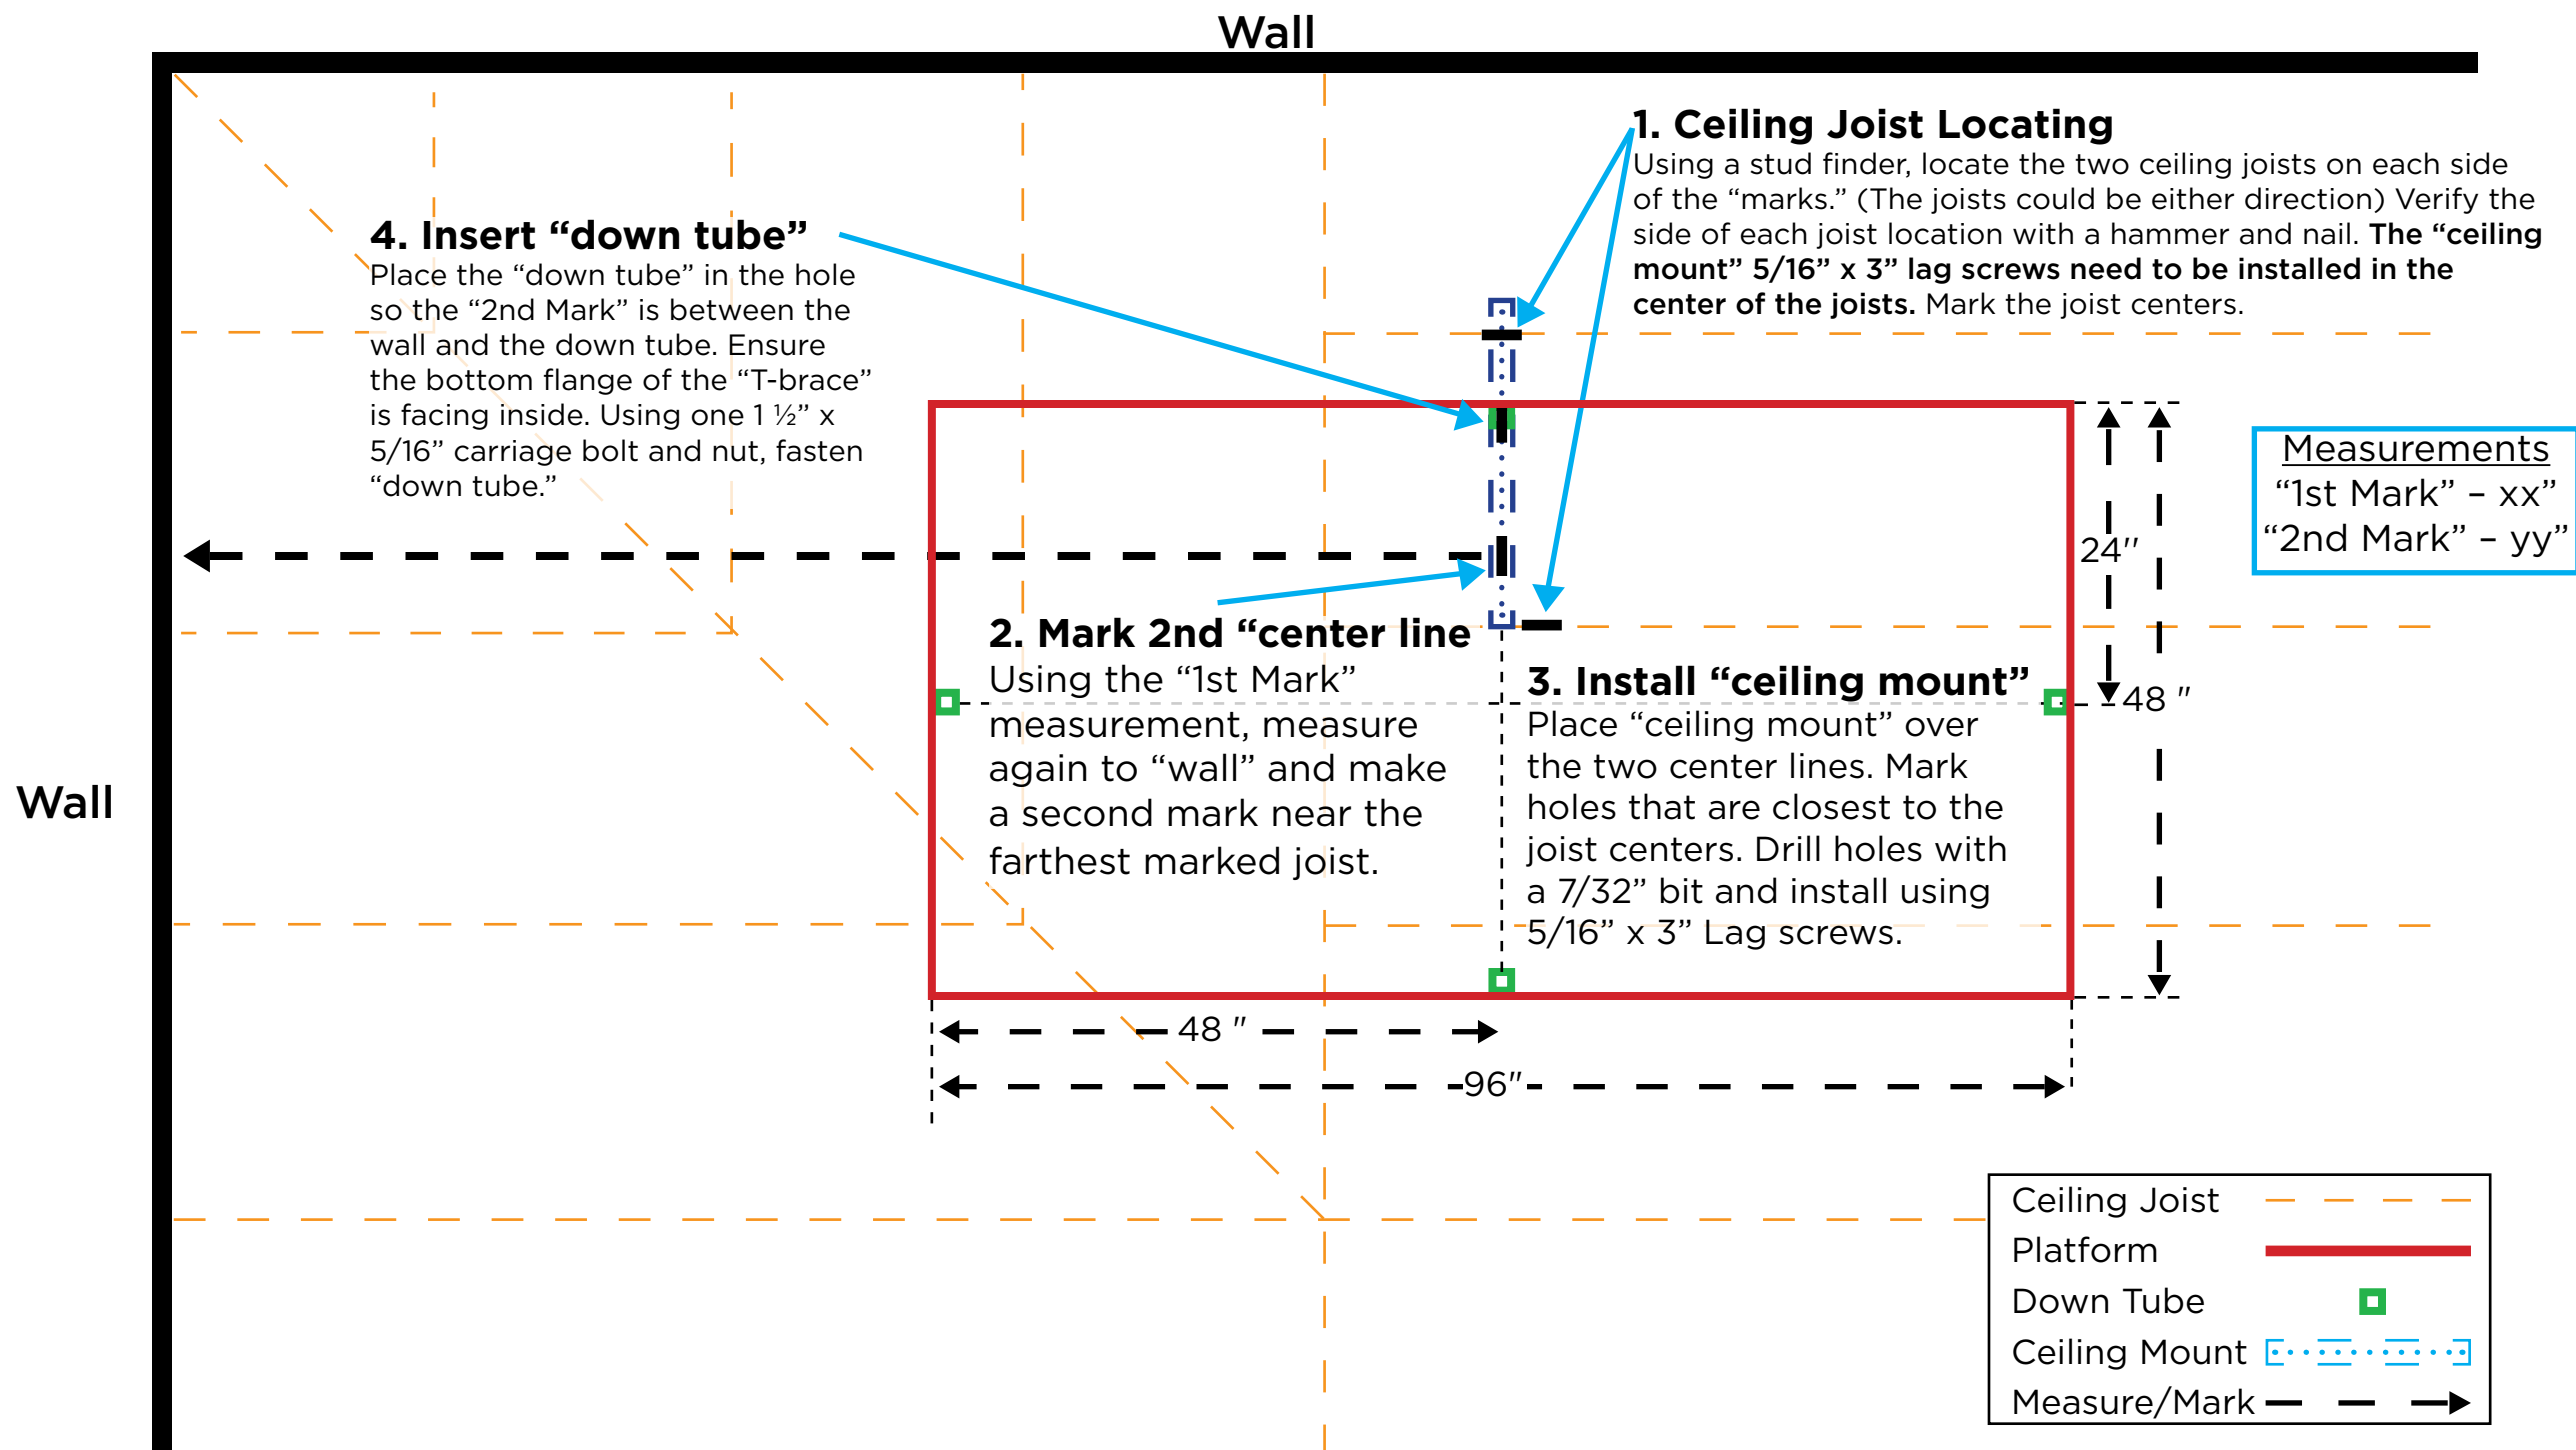 Wall
1. Ceiling Joist Locating
Using a stud finder, locate the two ceiling joists on each side
of the “marks.” (The joists could be either direction) Verify the
side of each joist location with a hammer and nail. The “ceiling
mount” 5/16” x 3” lag screws need to be installed in the
center of the joists. Mark the joist centers.
4. Insert “down tube”
Place the “down tube” in the hole
so the “2nd Mark” is between the
wall and the down tube. Ensure
the bottom flange of the “T-brace”
is facing inside. Using one 1 ½” x
5/16” carriage bolt and nut, fasten
“down tube.”
Measurements
“1st Mark” – xx”
“2nd Mark” – yy”
24''
48 "
2. Mark 2nd “center line
Using the “1st Mark”
measurement, measure
again to “wall” and make
a second mark near the
farthest marked joist.
3. Install “ceiling mount”
Place “ceiling mount” over
the two center lines. Mark
holes that are closest to the
joist centers. Drill holes with
a 7/32” bit and install using
5/16” x 3” Lag screws.
Wall
48 "
96"
Ceiling Joist
Platform
Down Tube
Ceiling Mount
Measure/Mark